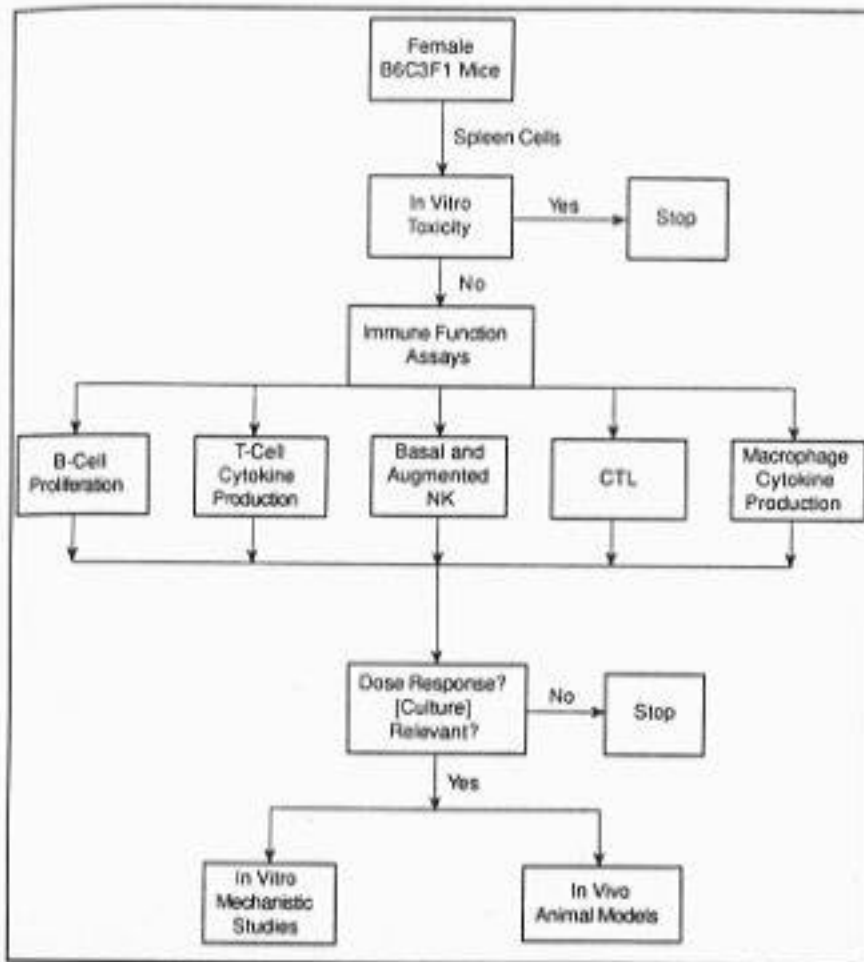 Female
B6C3F1 Mice
Spleen Cells
In Vitro
Toxicity
Yes
Stop
No
Immune Function
Assays
B-Cell
Proliferation
T-Cell
Cytokine
Production
Basal and
Augmented
NK
CTL
Macrophage
Cytokine
Production
Dose Response?
[Culture]
Relevant?
No
Stop
Yes
In Vitro
Mechanistic
Studies
In Vivo
Animal Models